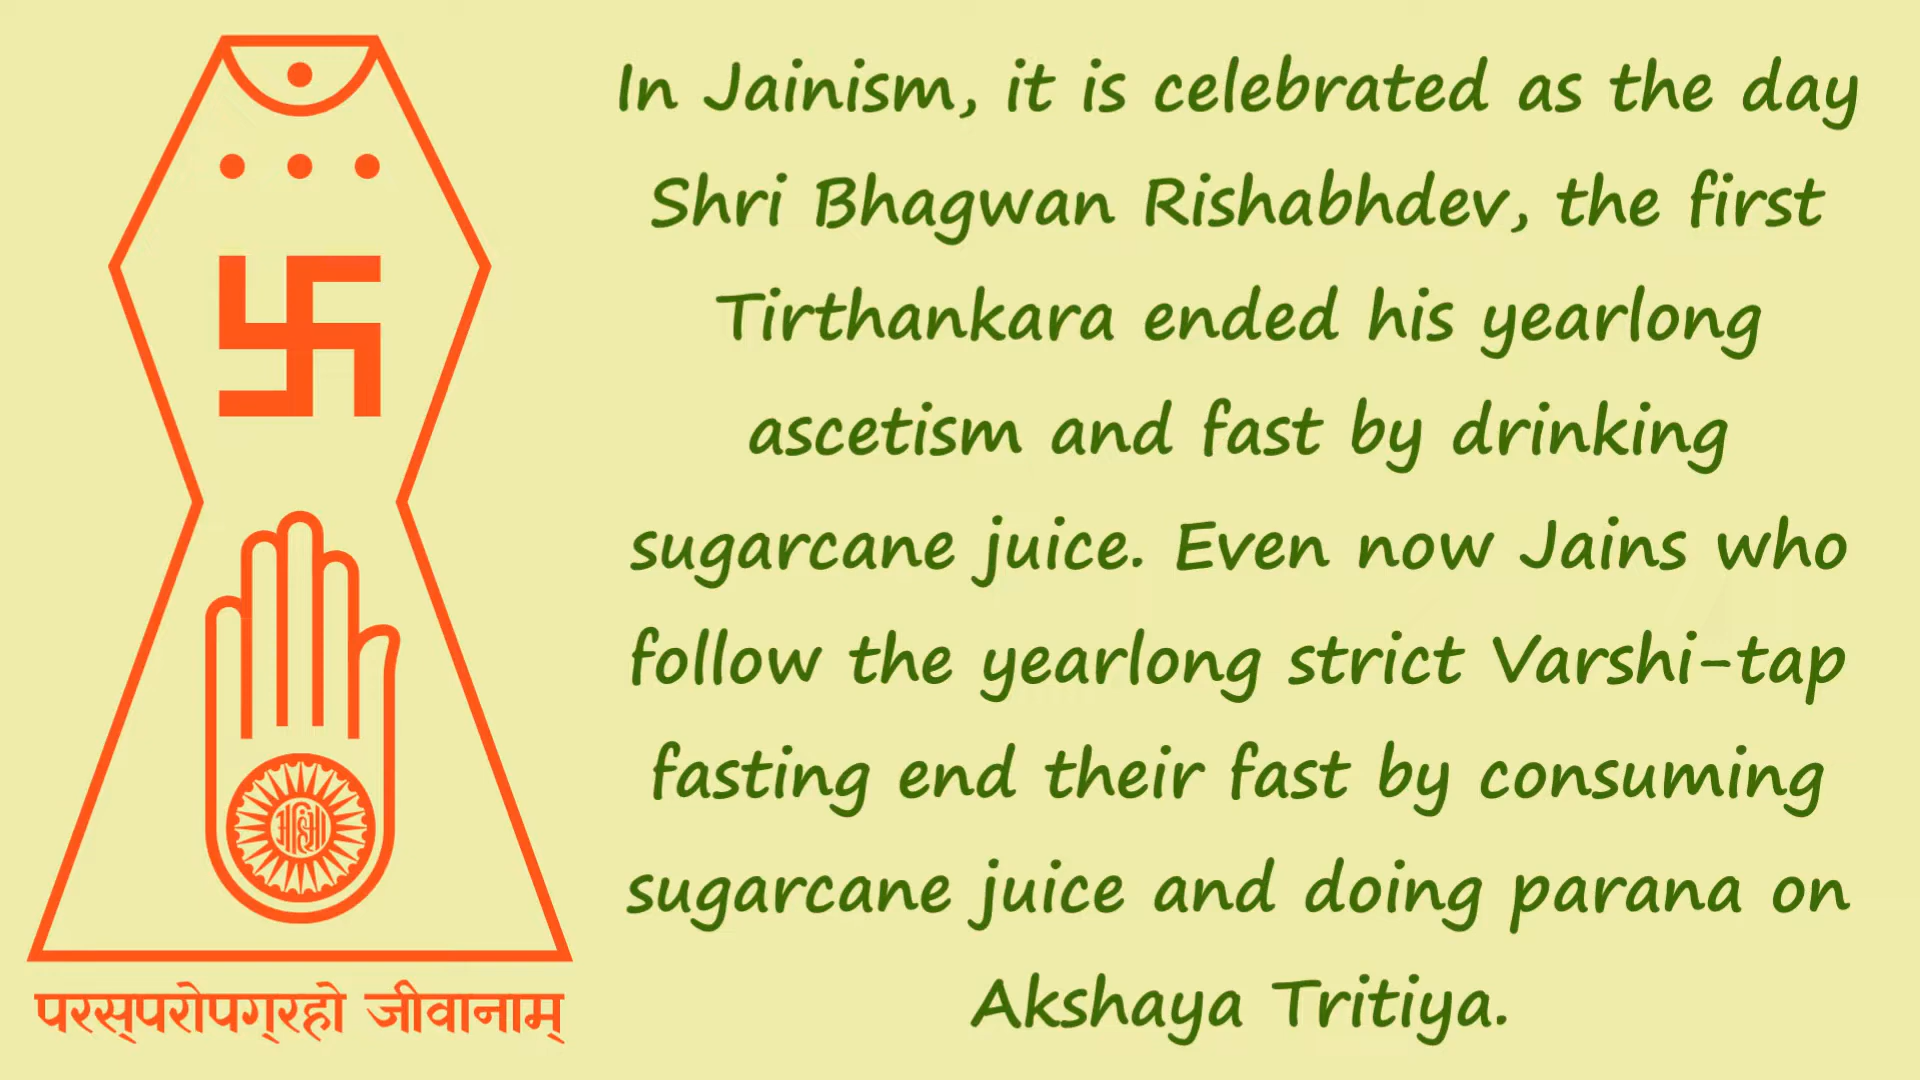 In Jainism, it is celebrated as the day
Shri Bhagwan Rishabhdev, the first
Tirthankara ended his yearlong
ascetism and fast by drinking
sugarcane juice. Even now Jains who
follow the yearlong strict Varshi-tap
fasting end their fast by consuming
sugarcane juice and doing parana on
Akshaya Tritiya.
अहिंसा
परस्परोपग्रहो जीवानाम्